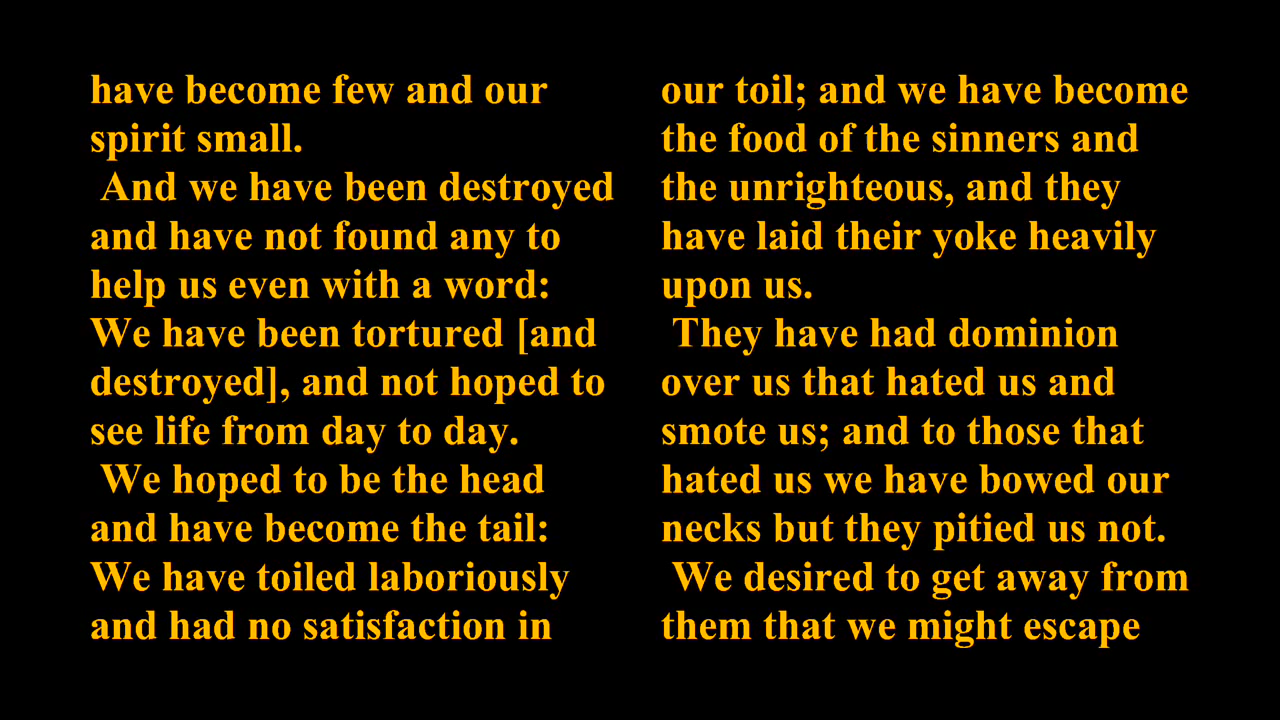 have become few and our
spirit small.
And we have been destroyed
and have not found any to
help us even with a word:
We have been tortured [and
destroyed], and not hoped to
see life from day to day.
We hoped to be the head
and have become the tail:
We have toiled laboriously
and had no satisfaction in
our toil; and we have become
the food of the sinners and
the unrighteous, and they
have laid their yoke heavily
upon us.
They have had dominion
over us that hated us and
smote us; and to those that
hated us we have bowed our
necks but they pitied us not.
We desired to get away from
them that we might escape